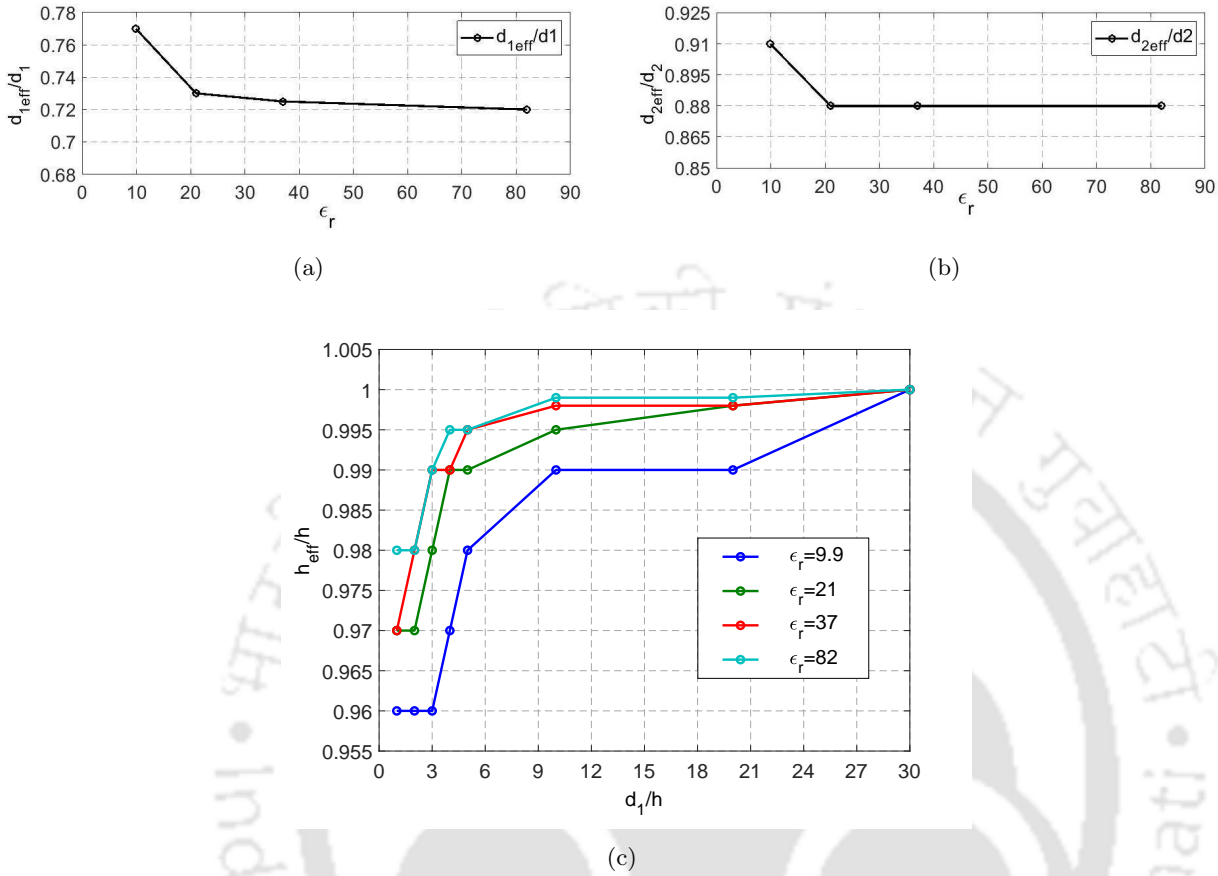 0.78
0.76
0.74
0.72
0.7
0.68
d1eff/d1
0 10 20 30 40 50 60 70 80 90
ϵr
d1eff/d1
(a)
0.925
0.91
0.895
0.88
0.865
0.85
d2eff/d2
0 10 20 30 40 50 60 70 80 90
ϵr
d2eff/d2
(b)
1.005
1
0.995
0.99
0.985
0.98
0.975
0.97
0.965
0.96
0.955
heff/h
ϵr=9.9
ϵr=21
ϵr=37
ϵr=82
0 3 6 9 12 15 18 21 24 27 30
d1/h
(c)